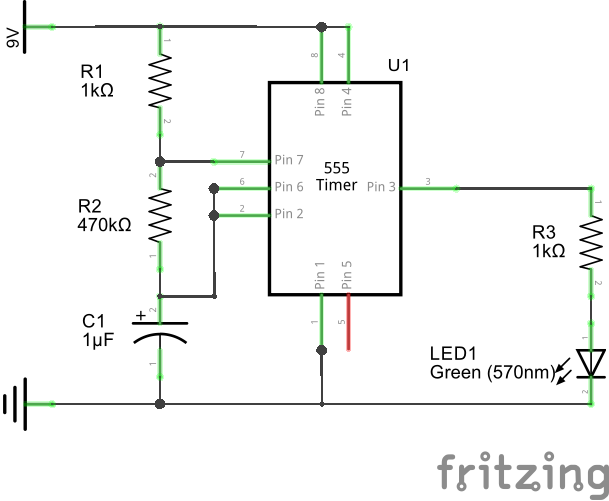 9V
R1
1kΩ
1
2
R2
470kΩ
2
1
C1
1µF
+
2
1
U1
8
4
Pin 8
Pin 4
7
Pin 7
6
Pin 6
2
Pin 2
555
Timer
Pin 3
3
Pin 1
Pin 5
1
5
R3
1kΩ
1
2
LED1
Green (570nm)
1
2
fritzing